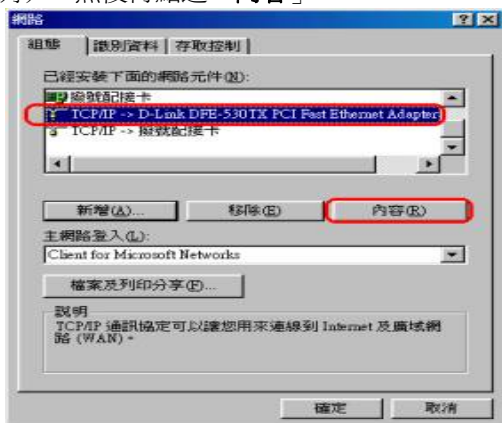 然後再點選「內容」
網路
組態 識別資料 存取控制
已經安裝下面的網路元件(N):
撥號配接卡
TCP/IP -> D-Link DFE-530TX PCI Fast Ethernet Adapter
TCP/IP -> 撥號配接卡
新增(A)... 移除(E) 內容(R)
主網路登入(L):
Client for Microsoft Networks
檔案及列印分享(F)...
說明
TCP/IP 通訊協定可以讓您用來連線到 Internet 及廣域網
路 (WAN)。
確定 取消